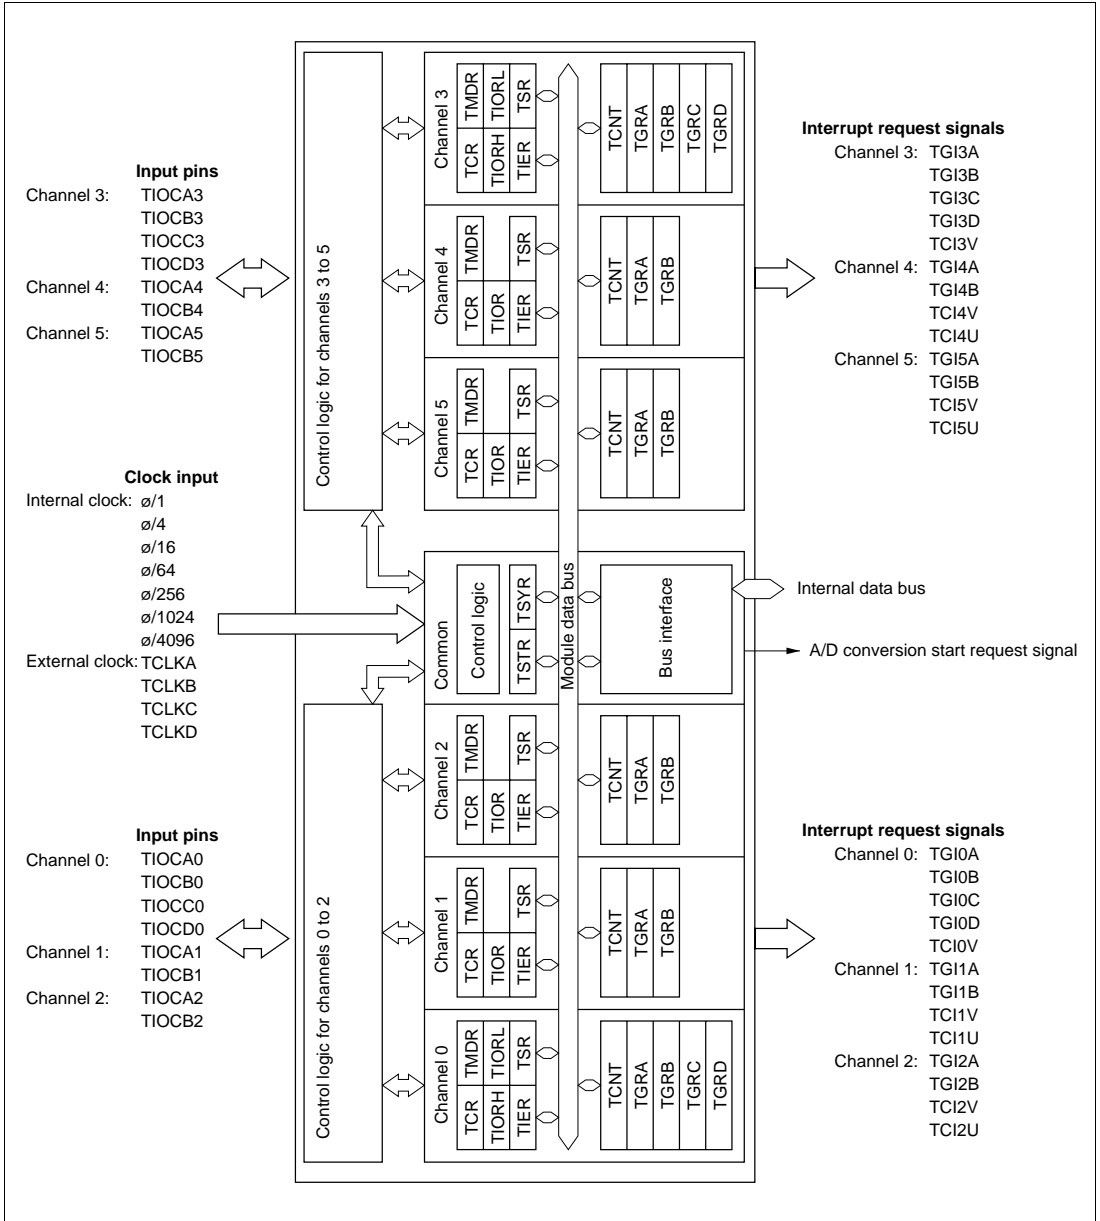 Input pins
Channel 3: TIOCA3
TIOCB3
TIOCC3
TIOCD3
Channel 4: TIOCA4
TIOCB4
Channel 5: TIOCA5
TIOCB5
Clock input
Internal clock: ø/1
ø/4
ø/16
ø/64
ø/256
ø/1024
ø/4096
External clock: TCLKA
TCLKB
TCLKC
TCLKD
Input pins
Channel 0: TIOCA0
TIOCB0
TIOCC0
TIOCD0
Channel 1: TIOCA1
TIOCB1
Channel 2: TIOCA2
TIOCB2
Control logic for channels 3 to 5
Control logic for channels 0 to 2
Channel 3
TCR TMDR
TIORH TIORL
TIER TSR
TCNT
TGRA
TGRB
TGRC
TGRD
Channel 4
TCR TMDR
TIOR
TIER TSR
TCNT
TGRA
TGRB
Channel 5
TCR TMDR
TIOR
TIER TSR
TCNT
TGRA
TGRB
Common
Control logic
TSTR TSYR
Module data bus
Bus interface
Channel 2
TCR TMDR
TIOR
TIER TSR
TCNT
TGRA
TGRB
Channel 1
TCR TMDR
TIOR
TIER TSR
TCNT
TGRA
TGRB
Channel 0
TCR TMDR
TIORH TIORL
TIER TSR
TCNT
TGRA
TGRB
TGRC
TGRD
Interrupt request signals
Channel 3: TGI3A
TGI3B
TGI3C
TGI3D
TCI3V
Channel 4: TGI4A
TGI4B
TCI4V
TCI4U
Channel 5: TGI5A
TGI5B
TCI5V
TCI5U
Internal data bus
A/D conversion start request signal
Interrupt request signals
Channel 0: TGI0A
TGI0B
TGI0C
TGI0D
TCI0V
Channel 1: TGI1A
TGI1B
TCI1V
TCI1U
Channel 2: TGI2A
TGI2B
TCI2V
TCI2U